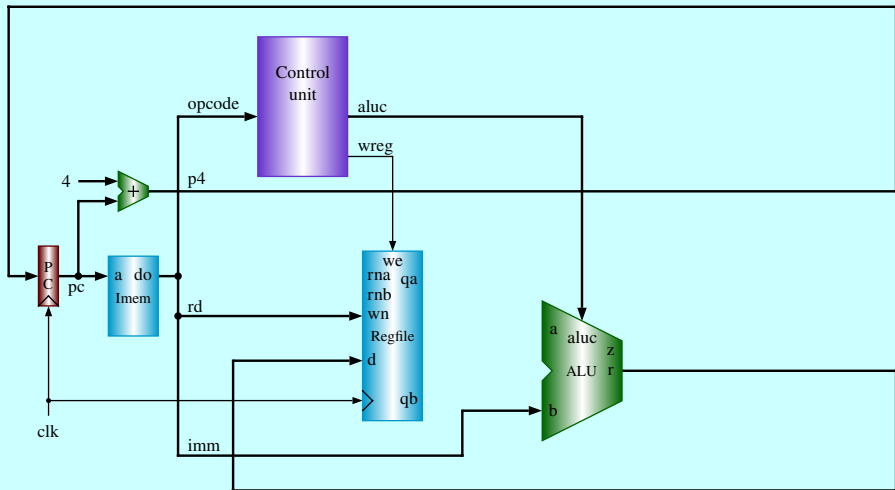 Control
unit
opcode
aluc
wreg
4
+
p4
P
C
pc
a do
Imem
we
rna
qa
rnb
wn
Regfile
d
qb
rd
a
aluc
z
ALU
r
b
clk
imm